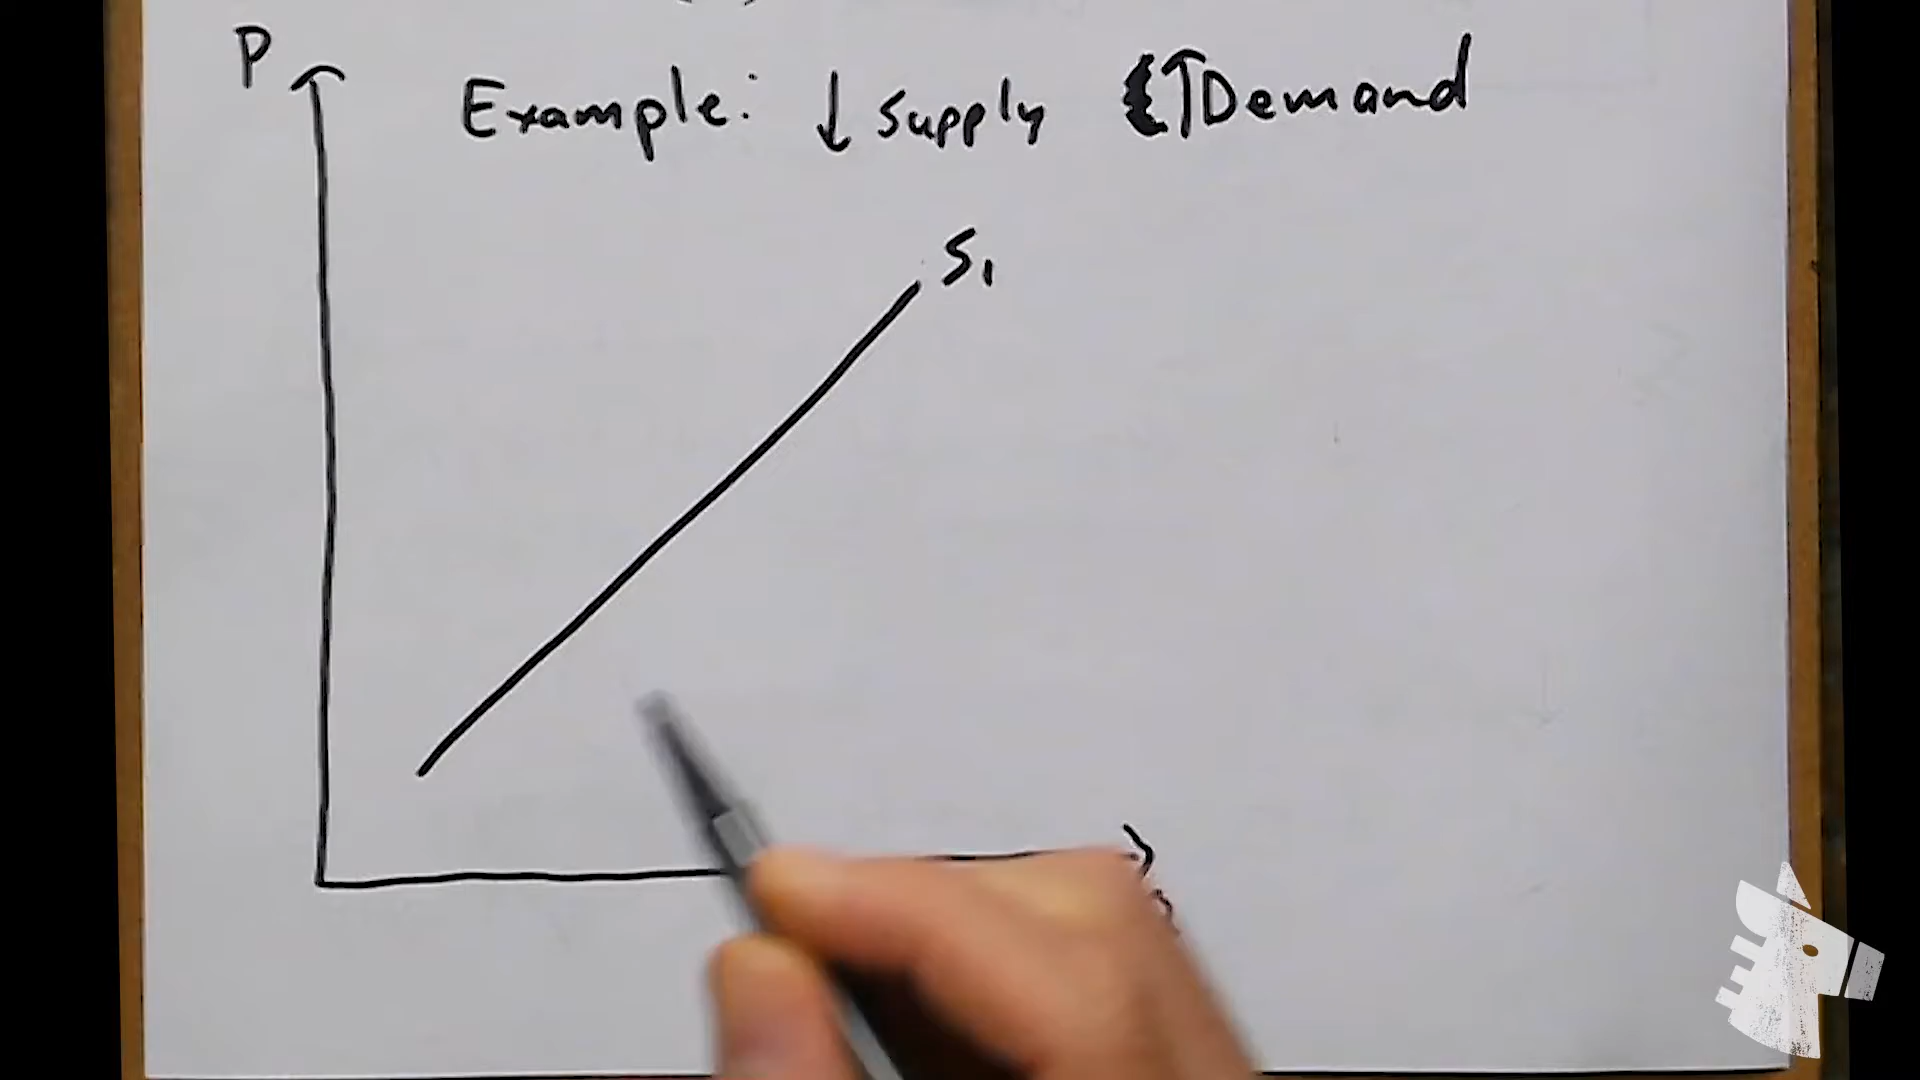 P
Example: ↓ Supply ↑ Demand
S₁